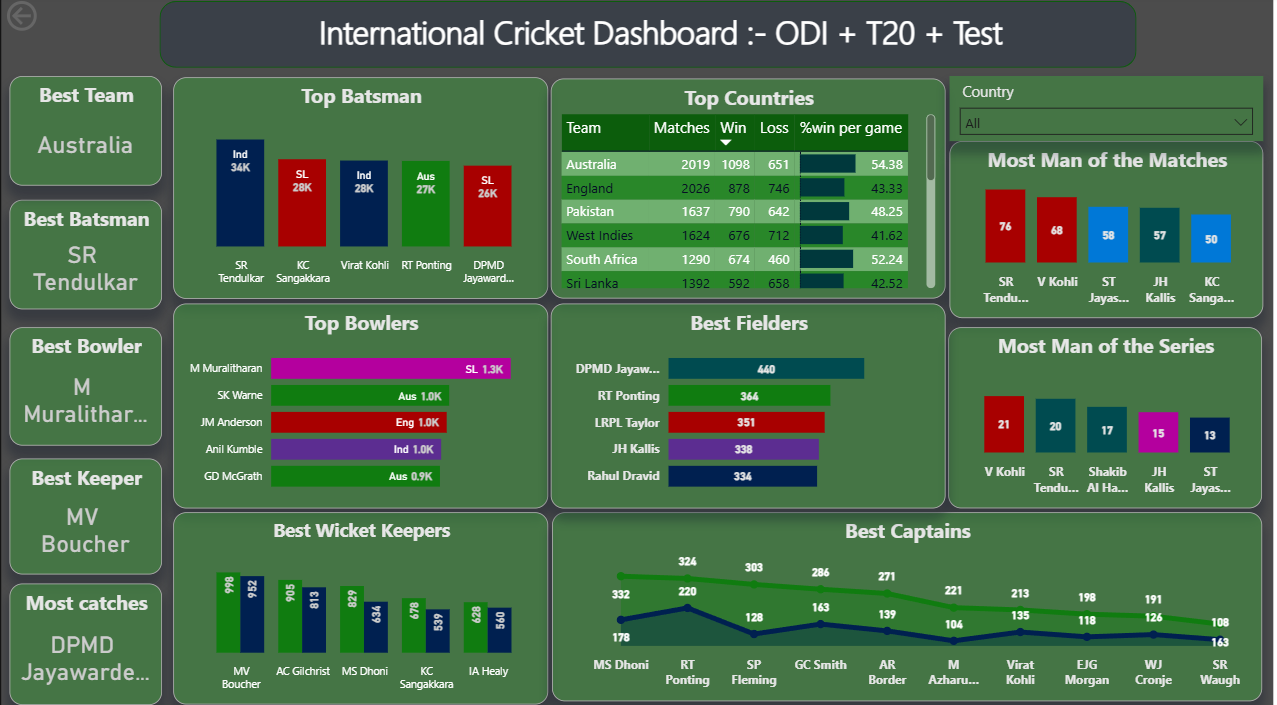 International Cricket Dashboard :- ODI + T20 + Test
Best Team
Australia
Best Batsman
SR
Tendulkar
Best Bowler
M
Muralithar...
Best Keeper
MV
Boucher
Most catches
DPMD
Jayawarde...
Top Batsman
Ind
34K
SL
28K
Ind
28K
Aus
27K
SL
26K
SR
Tendulkar
KC
Sangakkara
Virat Kohli
RT Ponting
DPMD
Jayaward...
Top Countries
Team Matches Win Loss %win per game
Australia 2019 1098 651 54.38
England 2026 878 746 43.33
Pakistan 1637 790 642 48.25
West Indies 1624 676 712 41.62
South Africa 1290 674 460 52.24
Sri Lanka 1392 592 658 42.52
Country
All
Most Man of the Matches
76 68 58 57 50
SR
Tendu...
V Kohli
ST
Jayas...
JH
Kallis
KC
Sanga...
Top Bowlers
M Muralitharan SL 1.3K
SK Warne Aus 1.0K
JM Anderson Eng 1.0K
Anil Kumble Ind 1.0K
GD McGrath Aus 0.9K
Best Fielders
DPMD Jayaw... 440
RT Ponting 364
LRPL Taylor 351
JH Kallis 338
Rahul Dravid 334
Most Man of the Series
21 20 17 15 13
V Kohli
SR
Tendu...
Shakib
Al Ha...
JH
Kallis
ST
Jayas...
Best Wicket Keepers
998 952 905 813 829 634 678 539 628 560
MV
Boucher
AC Gilchrist
MS Dhoni
KC
Sangakkara
IA Healy
Best Captains
332 324 303 286 271 221 213 198 191 108
178 220 128 163 139 104 135 118 126 163
MS Dhoni
RT
Ponting
SP
Fleming
GC Smith
AR
Border
M
Azharu...
Virat
Kohli
EJG
Morgan
WJ
Cronje
SR
Waugh